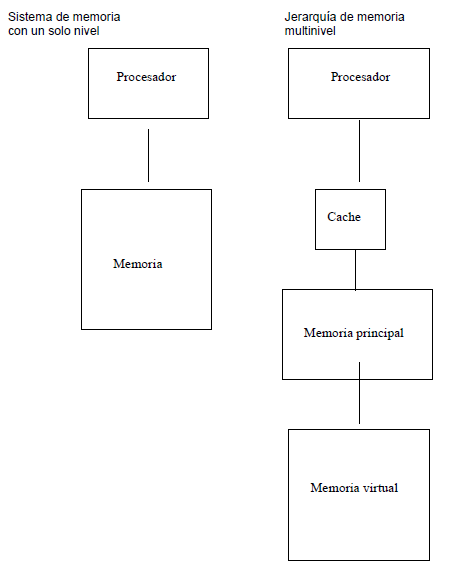 Sistema de memoria
con un solo nivel
Procesador
Memoria
Jerarquía de memoria
multinivel
Procesador
Cache
Memoria principal
Memoria virtual